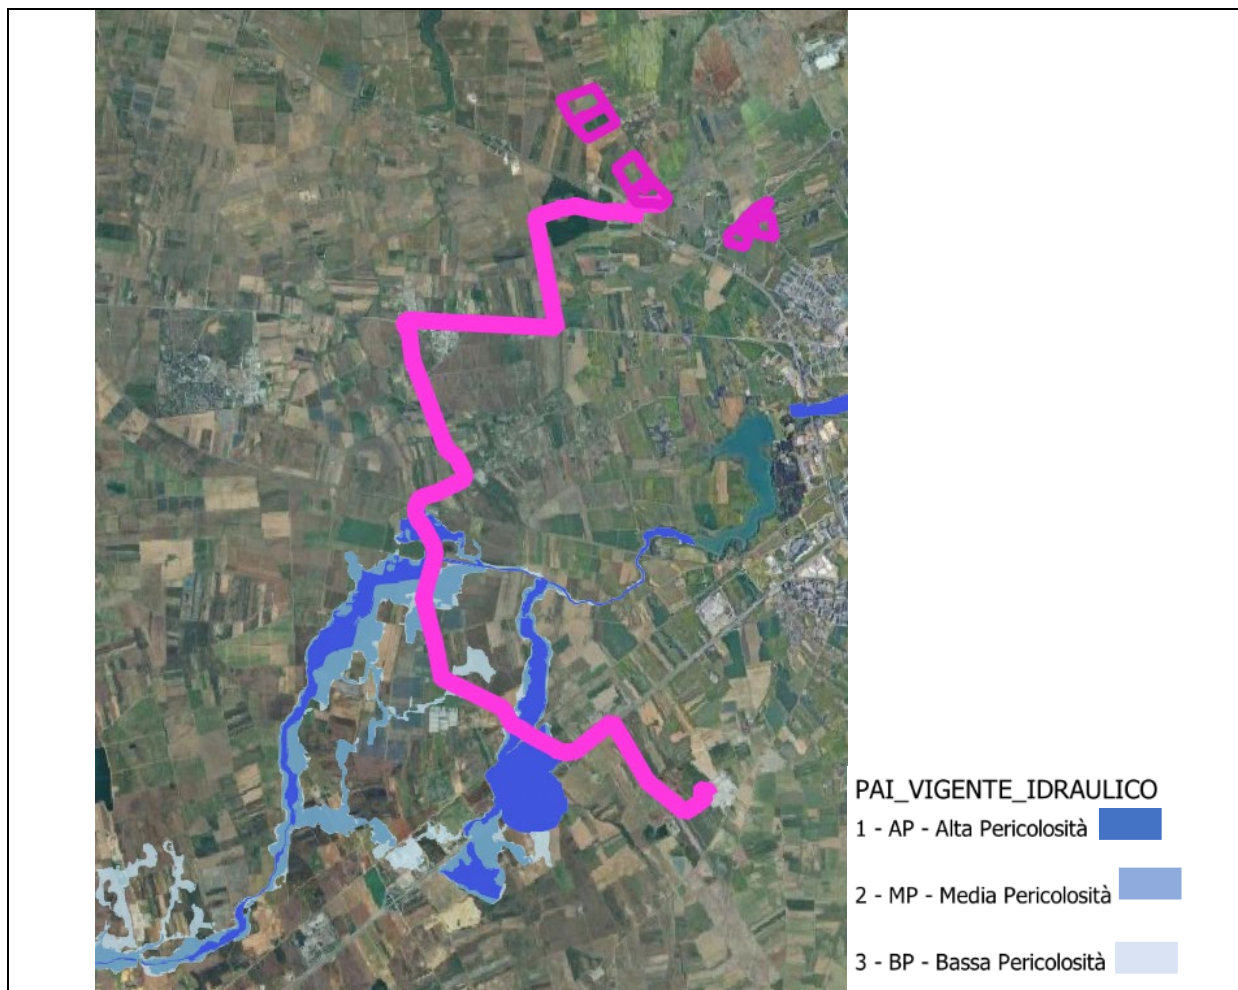 PAI_VIGENTE_IDRAULICO
1 - AP - Alta Pericolosità
2 - MP - Media Pericolosità
3 - BP - Bassa Pericolosità